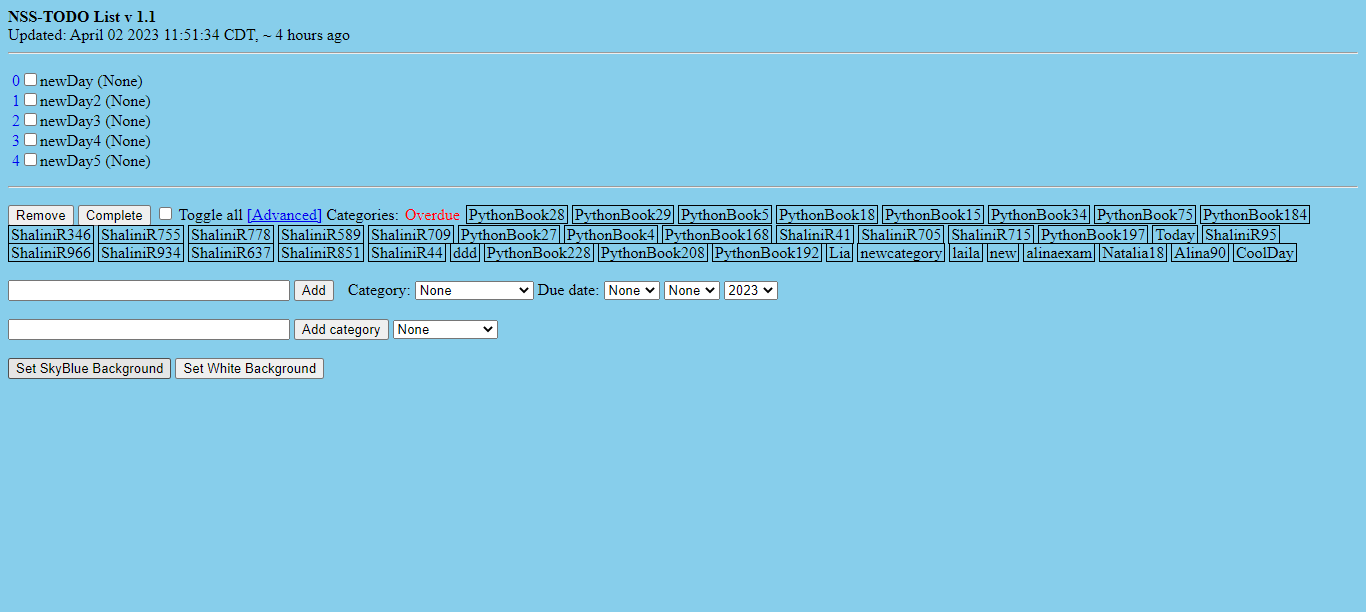 NSS-TODO List v 1.1
Updated: April 02 2023 11:51:34 CDT, ~ 4 hours ago
0 newDay (None)
1 newDay2 (None)
2 newDay3 (None)
3 newDay4 (None)
4 newDay5 (None)
Remove Complete Toggle all [Advanced] Categories: Overdue PythonBook28 PythonBook29 PythonBook5 PythonBook18 PythonBook15 PythonBook34 PythonBook75 PythonBook184
ShaliniR346 ShaliniR755 ShaliniR778 ShaliniR589 ShaliniR709 PythonBook27 PythonBook4 PythonBook168 ShaliniR41 ShaliniR705 ShaliniR715 PythonBook197 Today ShaliniR95
ShaliniR966 ShaliniR934 ShaliniR637 ShaliniR851 ShaliniR44 ddd PythonBook228 PythonBook208 PythonBook192 Lia newcategory laila new alinaexam Natalia18 Alina90 CoolDay
Add Category: None Due date: None None 2023
Add category None
Set SkyBlue Background Set White Background